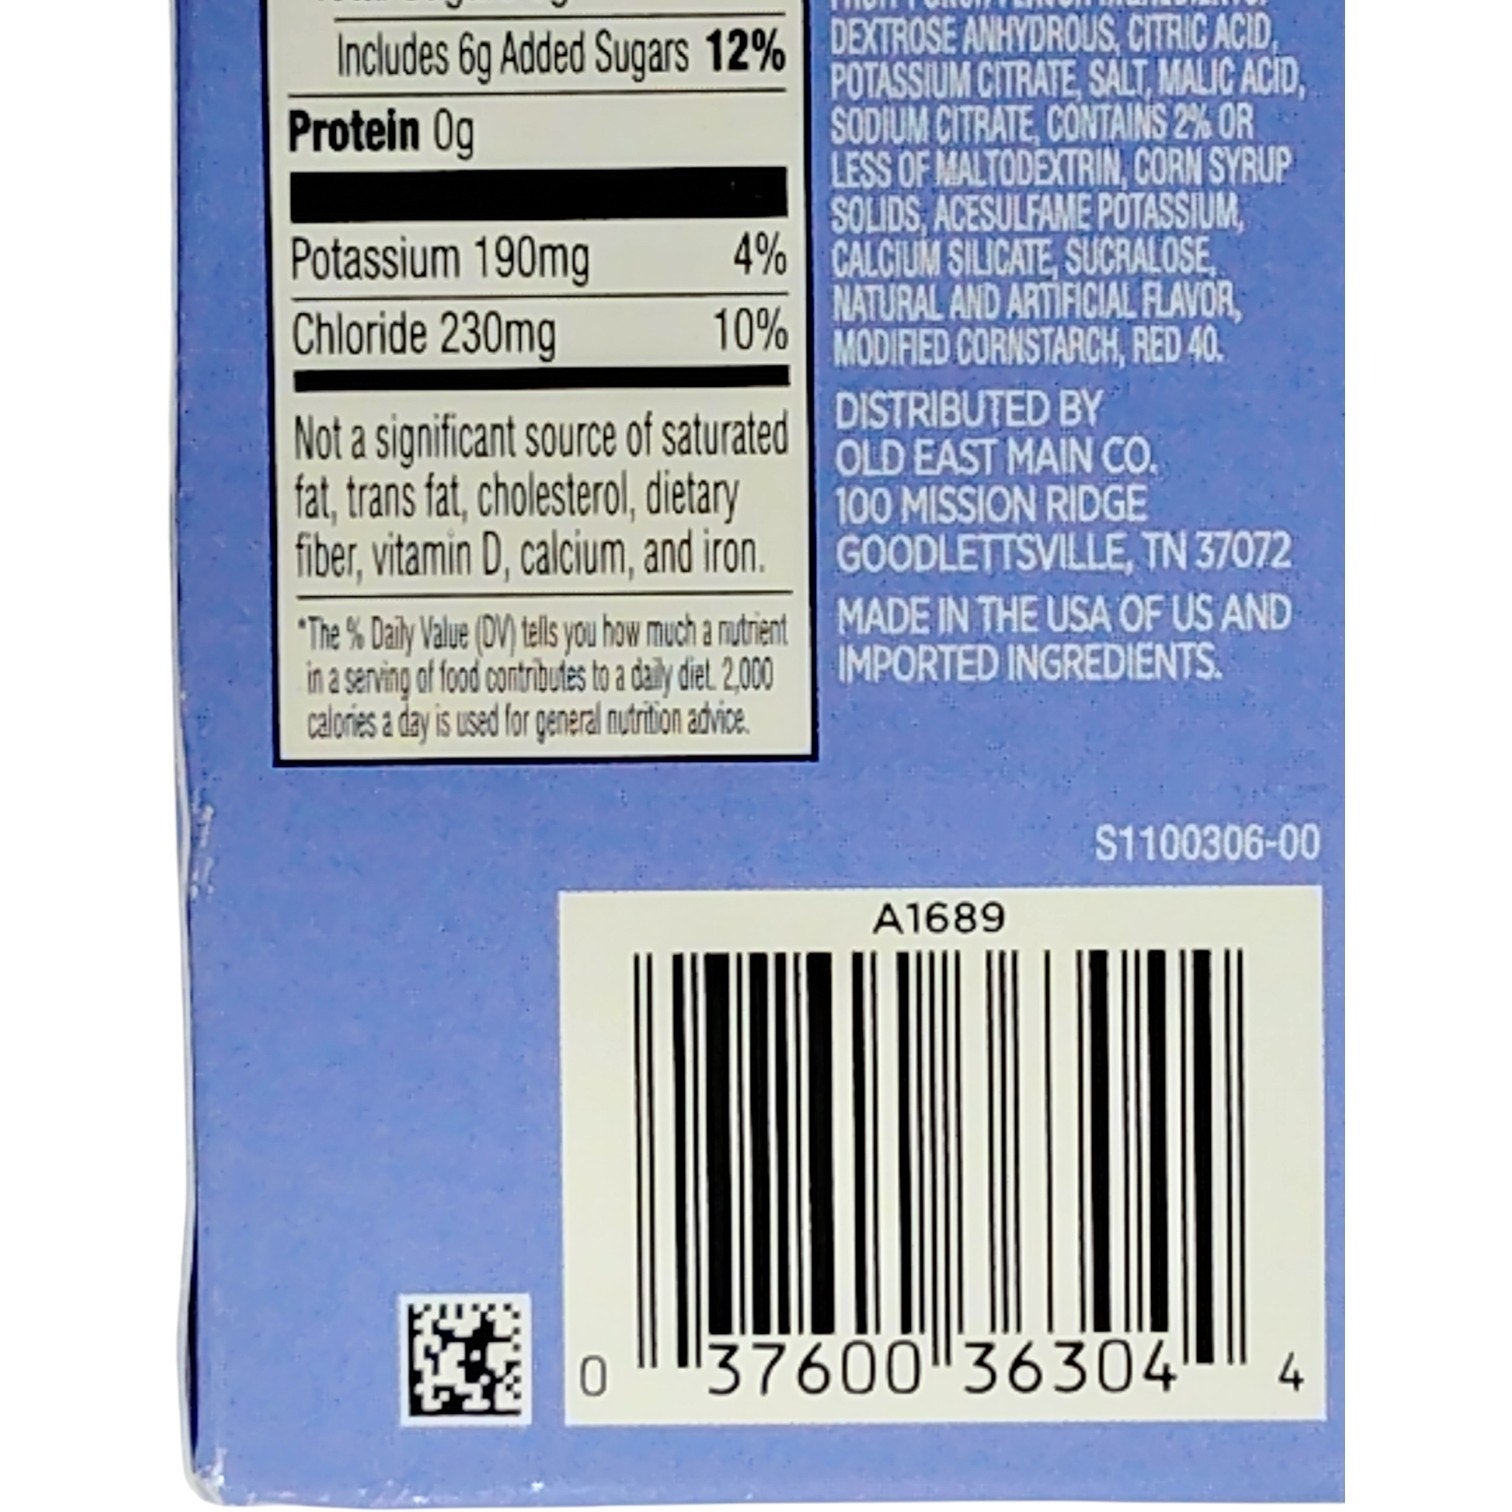 Includes 6g Added Sugars 12%
Protein 0g
Potassium 190mg 4%
Chloride 230mg 10%
Not a significant source of saturated
fat, trans fat, cholesterol, dietary
fiber, vitamin D, calcium, and iron.
*The % Daily Value (DV) tells you how much a nutrient
in a serving of food contributes to a daily diet. 2,000
calories a day is used for general nutrition advice.
DEXTROSE ANHYDROUS, CITRIC ACID,
POTASSIUM CITRATE, SALT, MALIC ACID,
SODIUM CITRATE, CONTAINS 2% OR
LESS OF MALTODEXTRIN, CORN SYRUP
SOLIDS, ACESULFAME POTASSIUM,
CALCIUM SILICATE, SUCRALOSE,
NATURAL AND ARTIFICIAL FLAVOR,
MODIFIED CORNSTARCH, RED 40.
DISTRIBUTED BY
OLD EAST MAIN CO.
100 MISSION RIDGE
GOODLETTSVILLE, TN 37072
MADE IN THE USA OF US AND
IMPORTED INGREDIENTS.
S1100306-00
A1689
0 37600 36304 4